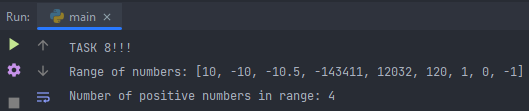 Run: main ×
TASK 8!!!
Range of numbers: [10, -10, -10.5, -143411, 12032, 120, 1, 0, -1]
Number of positive numbers in range: 4